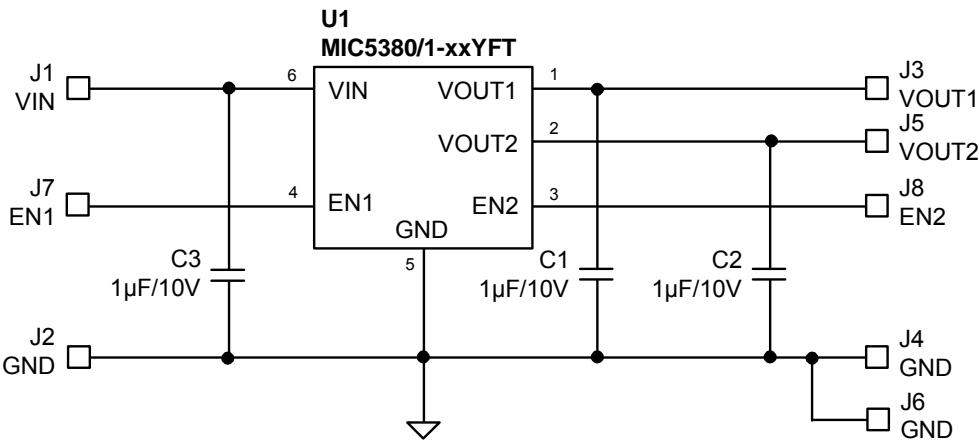 U1
MIC5380/1-xxYFT
J1
VIN
6
VIN
VOUT1
1
J3
VOUT1
VOUT2
2
J5
VOUT2
J7
EN1
4
EN1
EN2
3
J8
EN2
GND
5
C3
1µF/10V
C1
1µF/10V
C2
1µF/10V
J2
GND
J4
GND
J6
GND